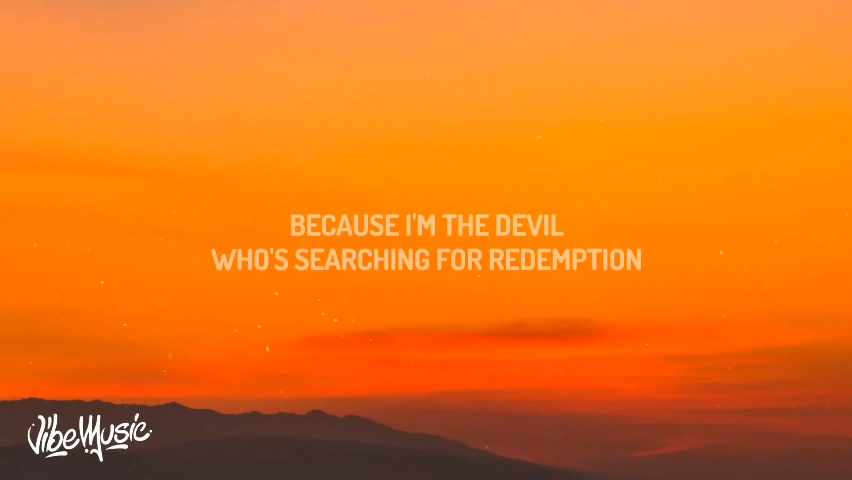 BECAUSE I'M THE DEVIL
WHO'S SEARCHING FOR REDEMPTION
VibeMusic